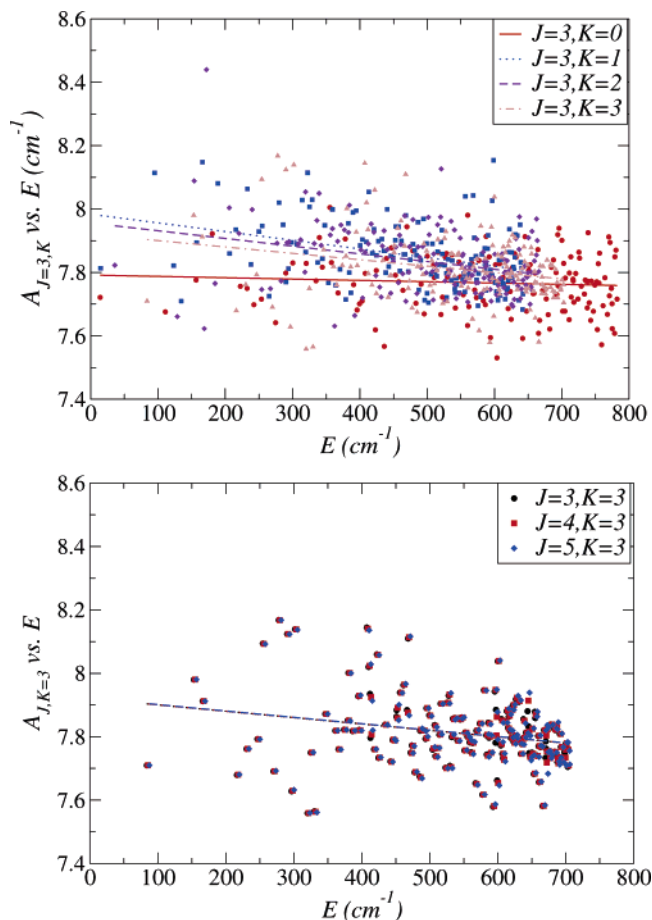 8.6
8.4
8.2
8
7.8
7.6
7.4
A_{J=3,K} vs. E (cm^{-1})
J=3,K=0
J=3,K=1
J=3,K=2
J=3,K=3
0 100 200 300 400 500 600 700 800
E (cm^{-1})
8.6
8.4
8.2
8
7.8
7.6
7.4
A_{J,K=3} vs. E
J=3,K=3
J=4,K=3
J=5,K=3
0 100 200 300 400 500 600 700 800
E (cm^{-1})